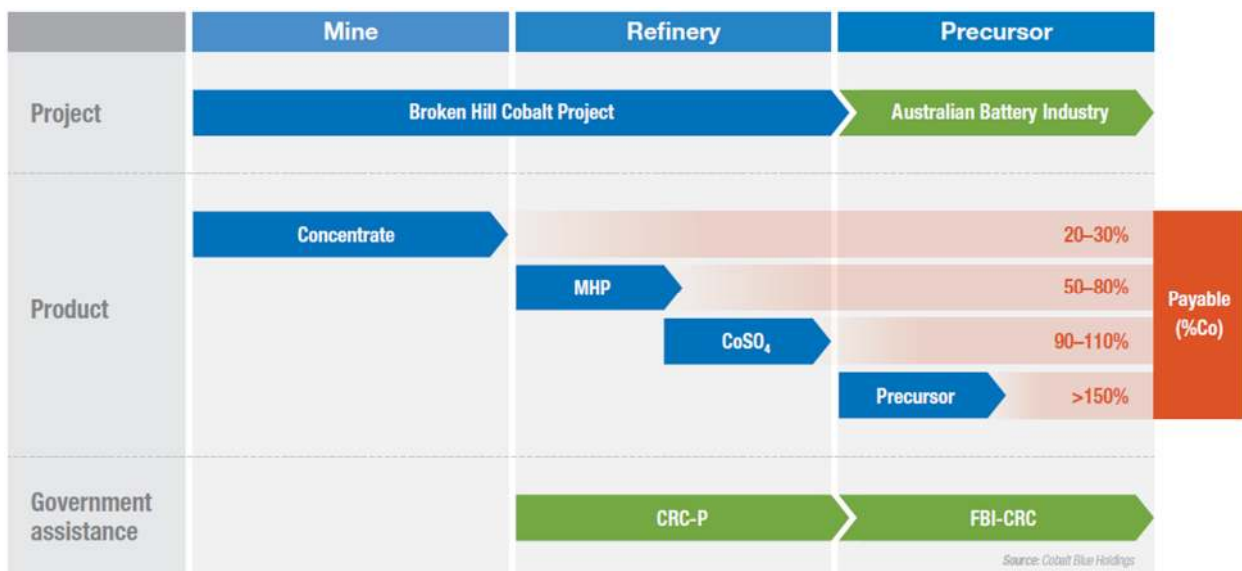 Mine
Refinery
Precursor
Project
Broken Hill Cobalt Project
Australian Battery Industry
Product
Concentrate
20–30%
MHP
50–80%
CoSO₄
90–110%
Precursor
>150%
Payable
(%Co)
Government
assistance
CRC-P
FBI-CRC
Source: Cobalt Blue Holdings